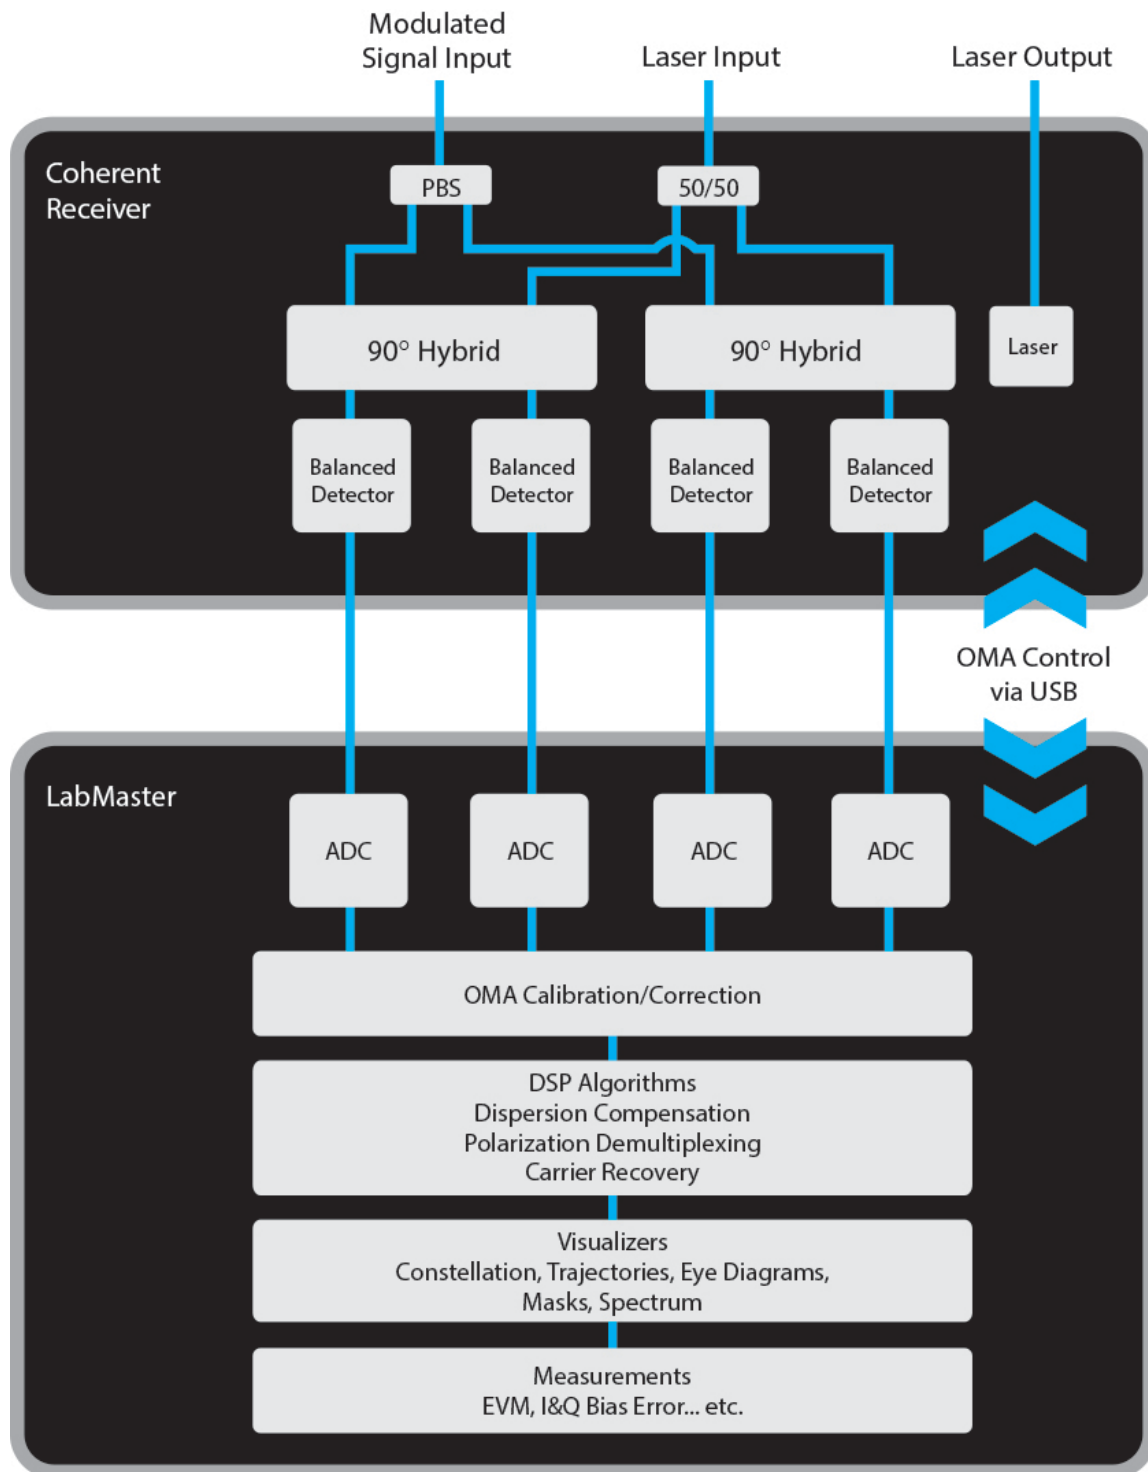 Modulated
Signal Input
Laser Input
Laser Output
Coherent
Receiver
PBS
50/50
90° Hybrid
90° Hybrid
Laser
Balanced
Detector
Balanced
Detector
Balanced
Detector
Balanced
Detector
OMA Control
via USB
LabMaster
ADC
ADC
ADC
ADC
OMA Calibration/Correction
DSP Algorithms
Dispersion Compensation
Polarization Demultiplexing
Carrier Recovery
Visualizers
Constellation, Trajectories, Eye Diagrams,
Masks, Spectrum
Measurements
EVM, I&Q Bias Error... etc.